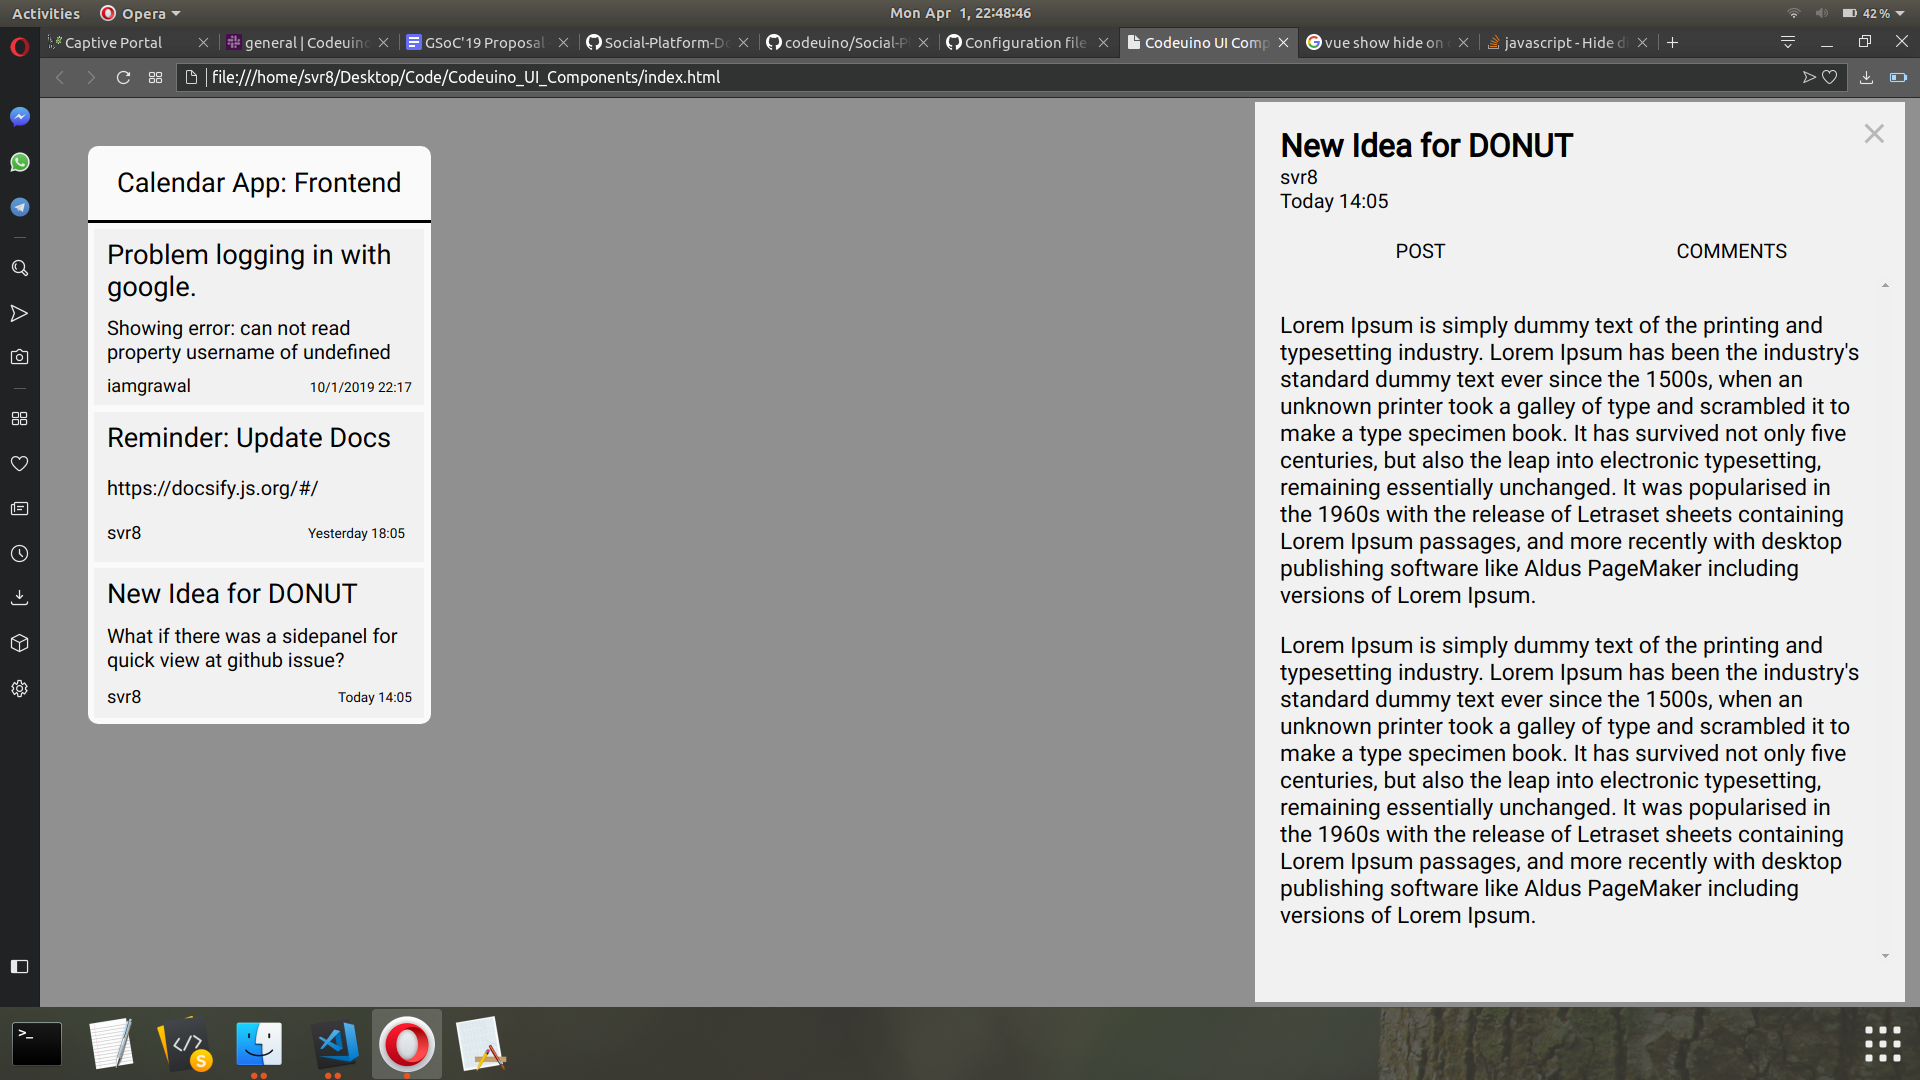 Activities
Opera
Mon Apr 1, 22:48:46
42 %
Captive Portal
general | Codeuino
GSoC'19 Proposal
Social-Platform-Do
codeuino/Social-Pl
Configuration file
Codeuino UI Comp
vue show hide on
javascript - Hide di
file:///home/svr8/Desktop/Code/Codeuino_UI_Components/index.html
Calendar App: Frontend
Problem logging in with
google.
Showing error: can not read
property username of undefined
iamgrawal
10/1/2019 22:17
Reminder: Update Docs
https://docsify.js.org/#/
svr8
Yesterday 18:05
New Idea for DONUT
What if there was a sidepanel for
quick view at github issue?
svr8
Today 14:05
New Idea for DONUT
svr8
Today 14:05
POST
COMMENTS
Lorem Ipsum is simply dummy text of the printing and
typesetting industry. Lorem Ipsum has been the industry's
standard dummy text ever since the 1500s, when an
unknown printer took a galley of type and scrambled it to
make a type specimen book. It has survived not only five
centuries, but also the leap into electronic typesetting,
remaining essentially unchanged. It was popularised in
the 1960s with the release of Letraset sheets containing
Lorem Ipsum passages, and more recently with desktop
publishing software like Aldus PageMaker including
versions of Lorem Ipsum.
Lorem Ipsum is simply dummy text of the printing and
typesetting industry. Lorem Ipsum has been the industry's
standard dummy text ever since the 1500s, when an
unknown printer took a galley of type and scrambled it to
make a type specimen book. It has survived not only five
centuries, but also the leap into electronic typesetting,
remaining essentially unchanged. It was popularised in
the 1960s with the release of Letraset sheets containing
Lorem Ipsum passages, and more recently with desktop
publishing software like Aldus PageMaker including
versions of Lorem Ipsum.
>_
</>
S